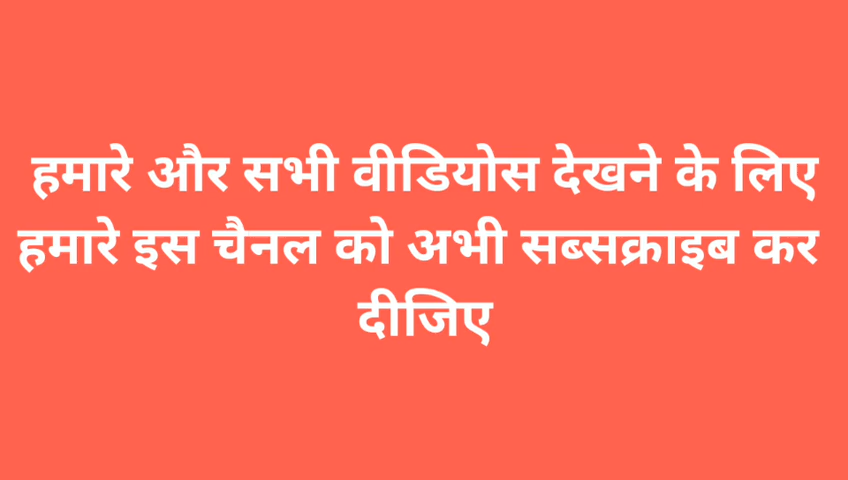 हमारे और सभी वीडियोस देखने के लिए
हमारे इस चैनल को अभी सब्सक्राइब कर
दीजिए